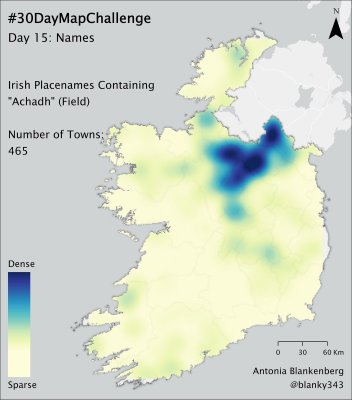 #30DayMapChallenge
Day 15: Names
N
Irish Placenames Containing
"Achadh" (Field)
Number of Towns:
465
Dense
Sparse
0 30 60 Km
Antonia Blankenberg
@blanky343